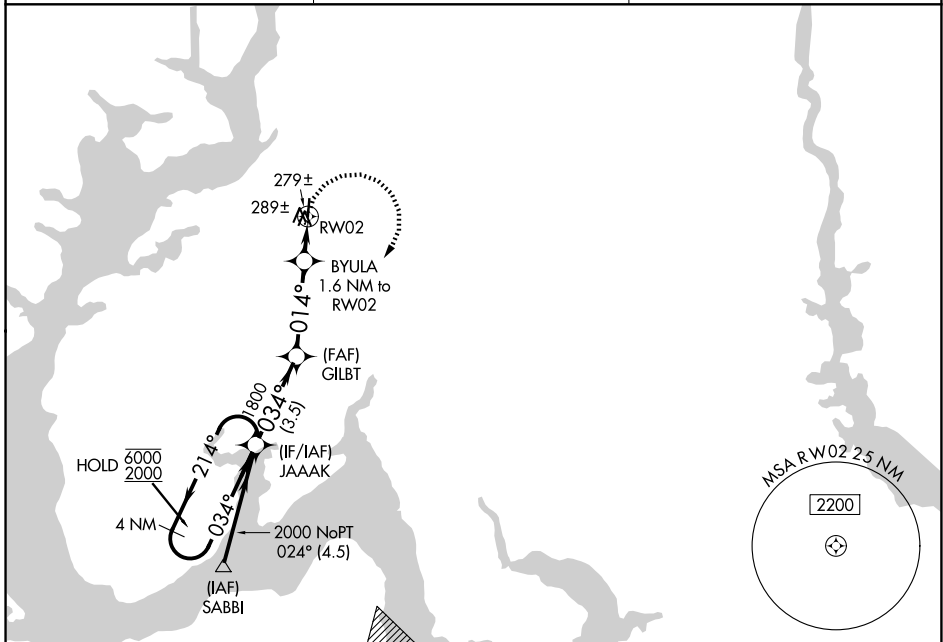 279±
289±
RW02
BYULA
1.6 NM to
RW02
014°
(FAF)
GILBT
1800
034°
(3.5)
(IF/IAF)
JAAAK
HOLD 6000
2000
214°
034°
4 NM
2000 NoPT
024° (4.5)
(IAF)
SABBI
MSA RW02 25 NM
2200